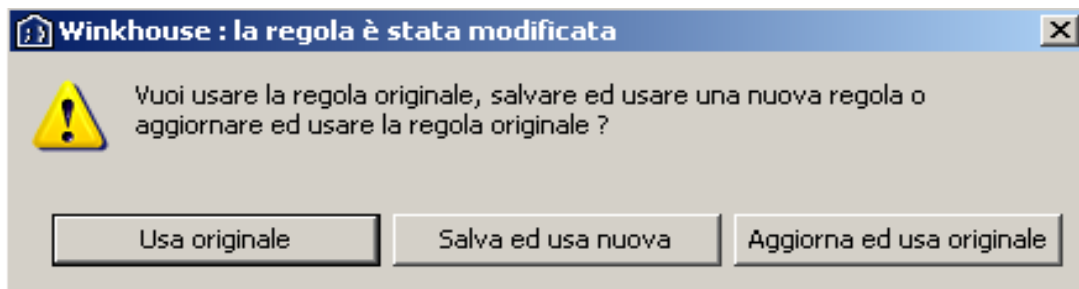 Winkhouse : la regola è stata modificata
Vuoi usare la regola originale, salvare ed usare una nuova regola o
aggiornare ed usare la regola originale ?
Usa originale
Salva ed usa nuova
Aggiorna ed usa originale